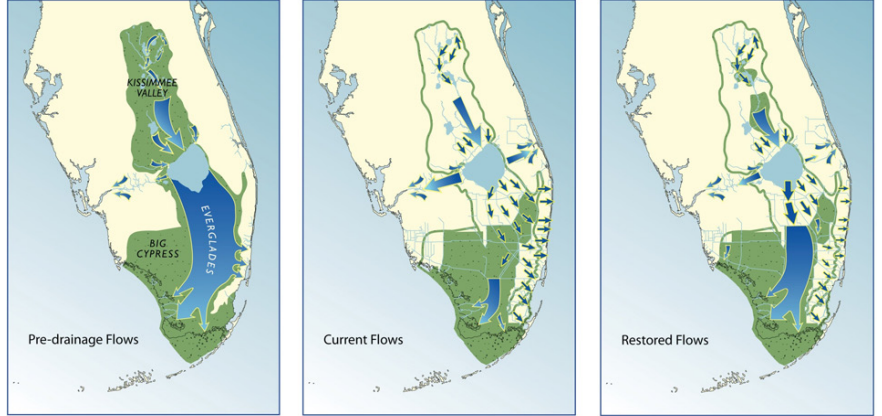 KISSIMMEE
VALLEY
EVERGLADES
BIG
CYPRESS
Pre-drainage Flows
Current Flows
Restored Flows